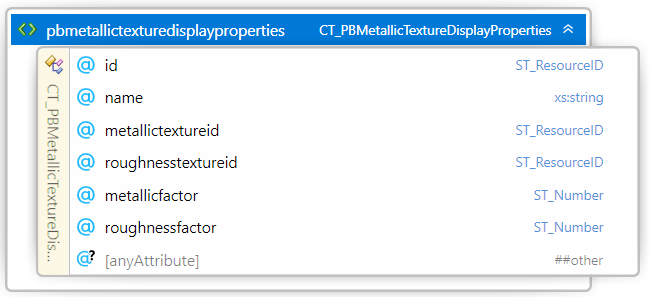 pbmetallictexturedisplayproperties CT_PBMetallicTextureDisplayProperties
CT_PBMetallicTextureDis...
@ id ST_ResourceID
@ name xs:string
@ metallictextureid ST_ResourceID
@ roughnesstextureid ST_ResourceID
@ metallicfactor ST_Number
@ roughnessfactor ST_Number
@? [anyAttribute] ##other